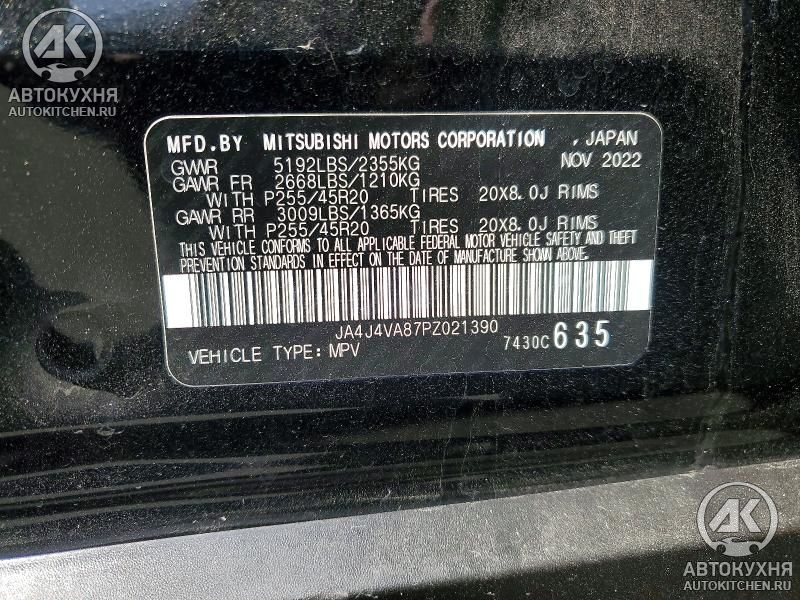 AK
АВТОКУХНЯ
AUTOKITCHEN.RU
MFD.BY MITSUBISHI MOTORS CORPORATION , JAPAN
GVWR 5192LBS/2355KG NOV 2022
GAWR FR 2668LBS/1210KG
WITH P255/45R20 TIRES 20X8.0J RIMS
GAWR RR 3009LBS/1365KG
WITH P255/45R20 TIRES 20X8.0J RIMS
THIS VEHICLE CONFORMS TO ALL APPLICABLE FEDERAL MOTOR VEHICLE SAFETY AND THEFT
PREVENTION STANDARDS IN EFFECT ON THE DATE OF MANUFACTURE SHOWN ABOVE.
JA4J4VA87PZ021390
VEHICLE TYPE: MPV 7430C635
AK
АВТОКУХНЯ
AUTOKITCHEN.RU